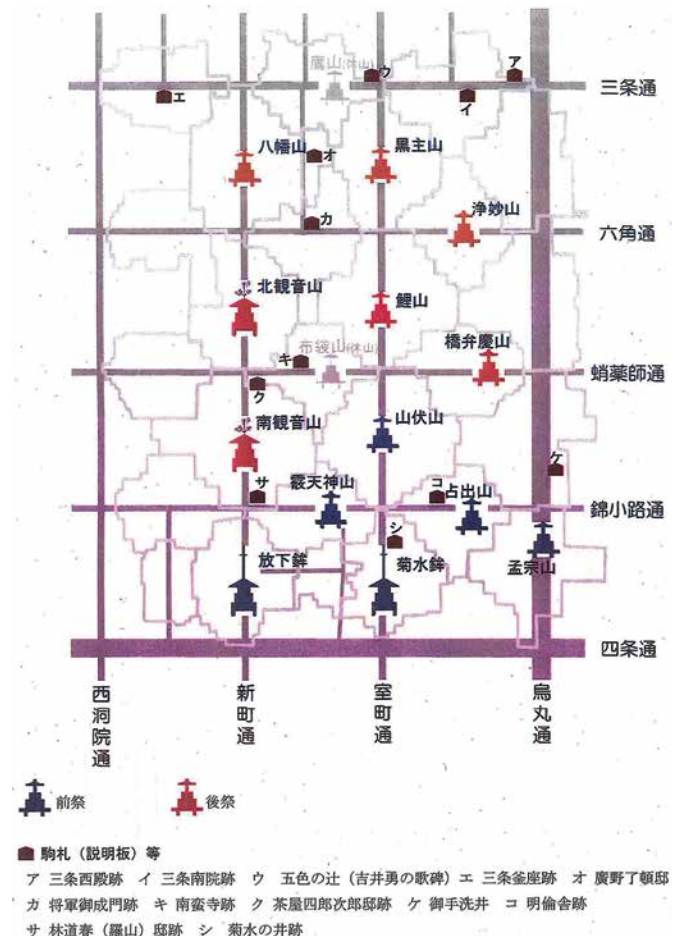 鷹山(休山)
ウ
ア
三条通
エ
イ
八幡山
オ
黒主山
浄妙山
カ
六角通
北観音山
鯉山
橋弁慶山
布袋山(休山)
キ
蛸薬師通
ク
南観音山
山伏山
ケ
サ
霰天神山
コ
占出山
錦小路通
シ
放下鉾
菊水鉾
孟宗山
四条通
西洞院通
新町通
室町通
烏丸通
前祭
後祭
駒札(説明板)等
ア 三条西殿跡 イ 三条南院跡 ウ 五色の辻(吉井勇の歌碑) エ 三条釜座跡 オ 廣野了頓邸
カ 将軍御成門跡 キ 南蛮寺跡 ク 茶屋四郎次郎邸跡 ケ 御手洗井 コ 明倫舎跡
サ 林道春(羅山)邸跡 シ 菊水の井跡